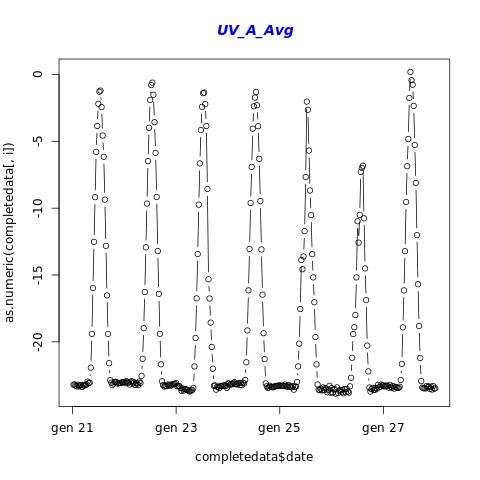 UV_A_Avg
as.numeric(completedata[, i])
0
-5
-10
-15
-20
gen 21
gen 23
gen 25
gen 27
completedata$date